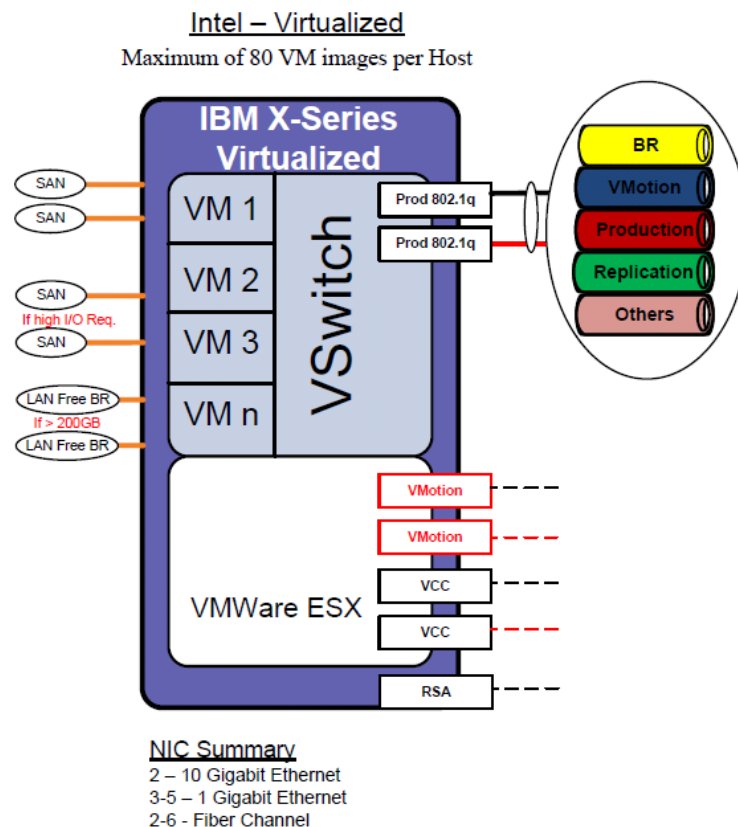 Intel – Virtualized
Maximum of 80 VM images per Host
IBM X-Series
Virtualized
SAN
SAN
SAN
If high I/O Req.
SAN
LAN Free BR
If > 200GB
LAN Free BR
VM 1
VM 2
VM 3
VM n
VSwitch
Prod 802.1q
Prod 802.1q
BR
VMotion
Production
Replication
Others
VMotion
VMotion
VCC
VCC
RSA
VMWare ESX
NIC Summary
2 – 10 Gigabit Ethernet
3-5 – 1 Gigabit Ethernet
2-6 - Fiber Channel